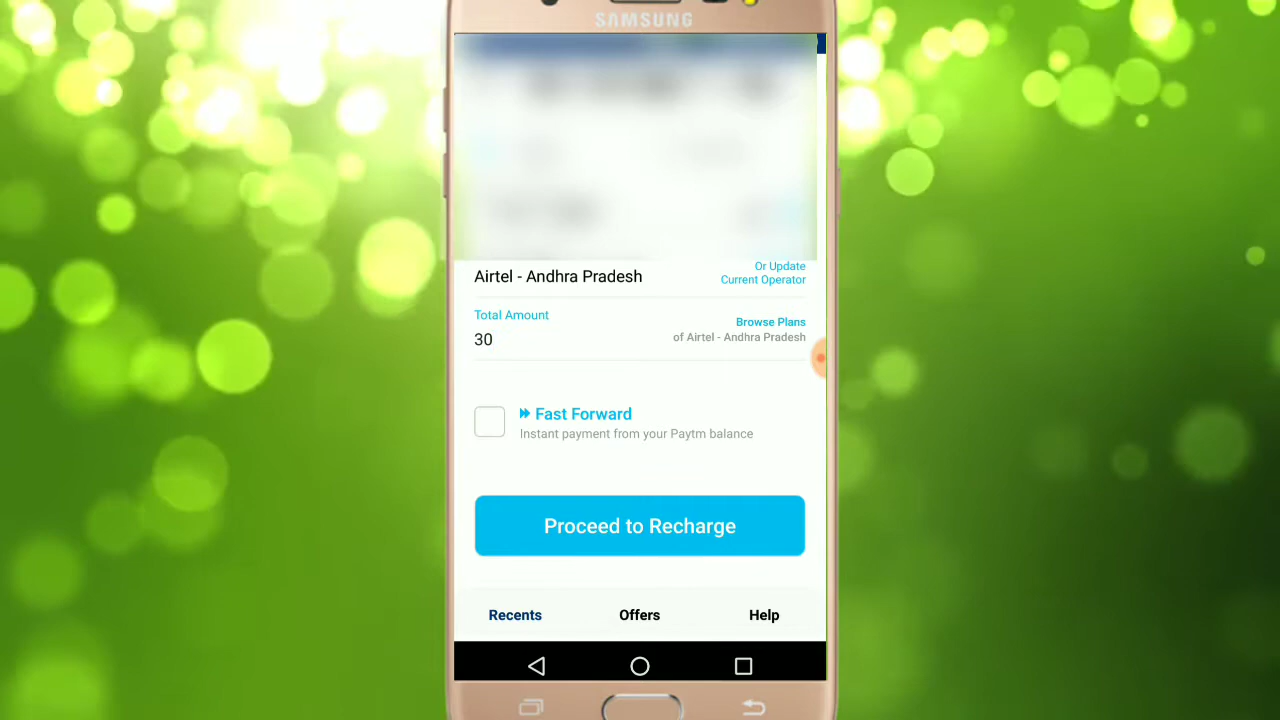 SAMSUNG
Airtel - Andhra Pradesh
Or Update
Current Operator
Total Amount
30
Browse Plans
of Airtel - Andhra Pradesh
Fast Forward
Instant payment from your Paytm balance
Proceed to Recharge
Recents
Offers
Help